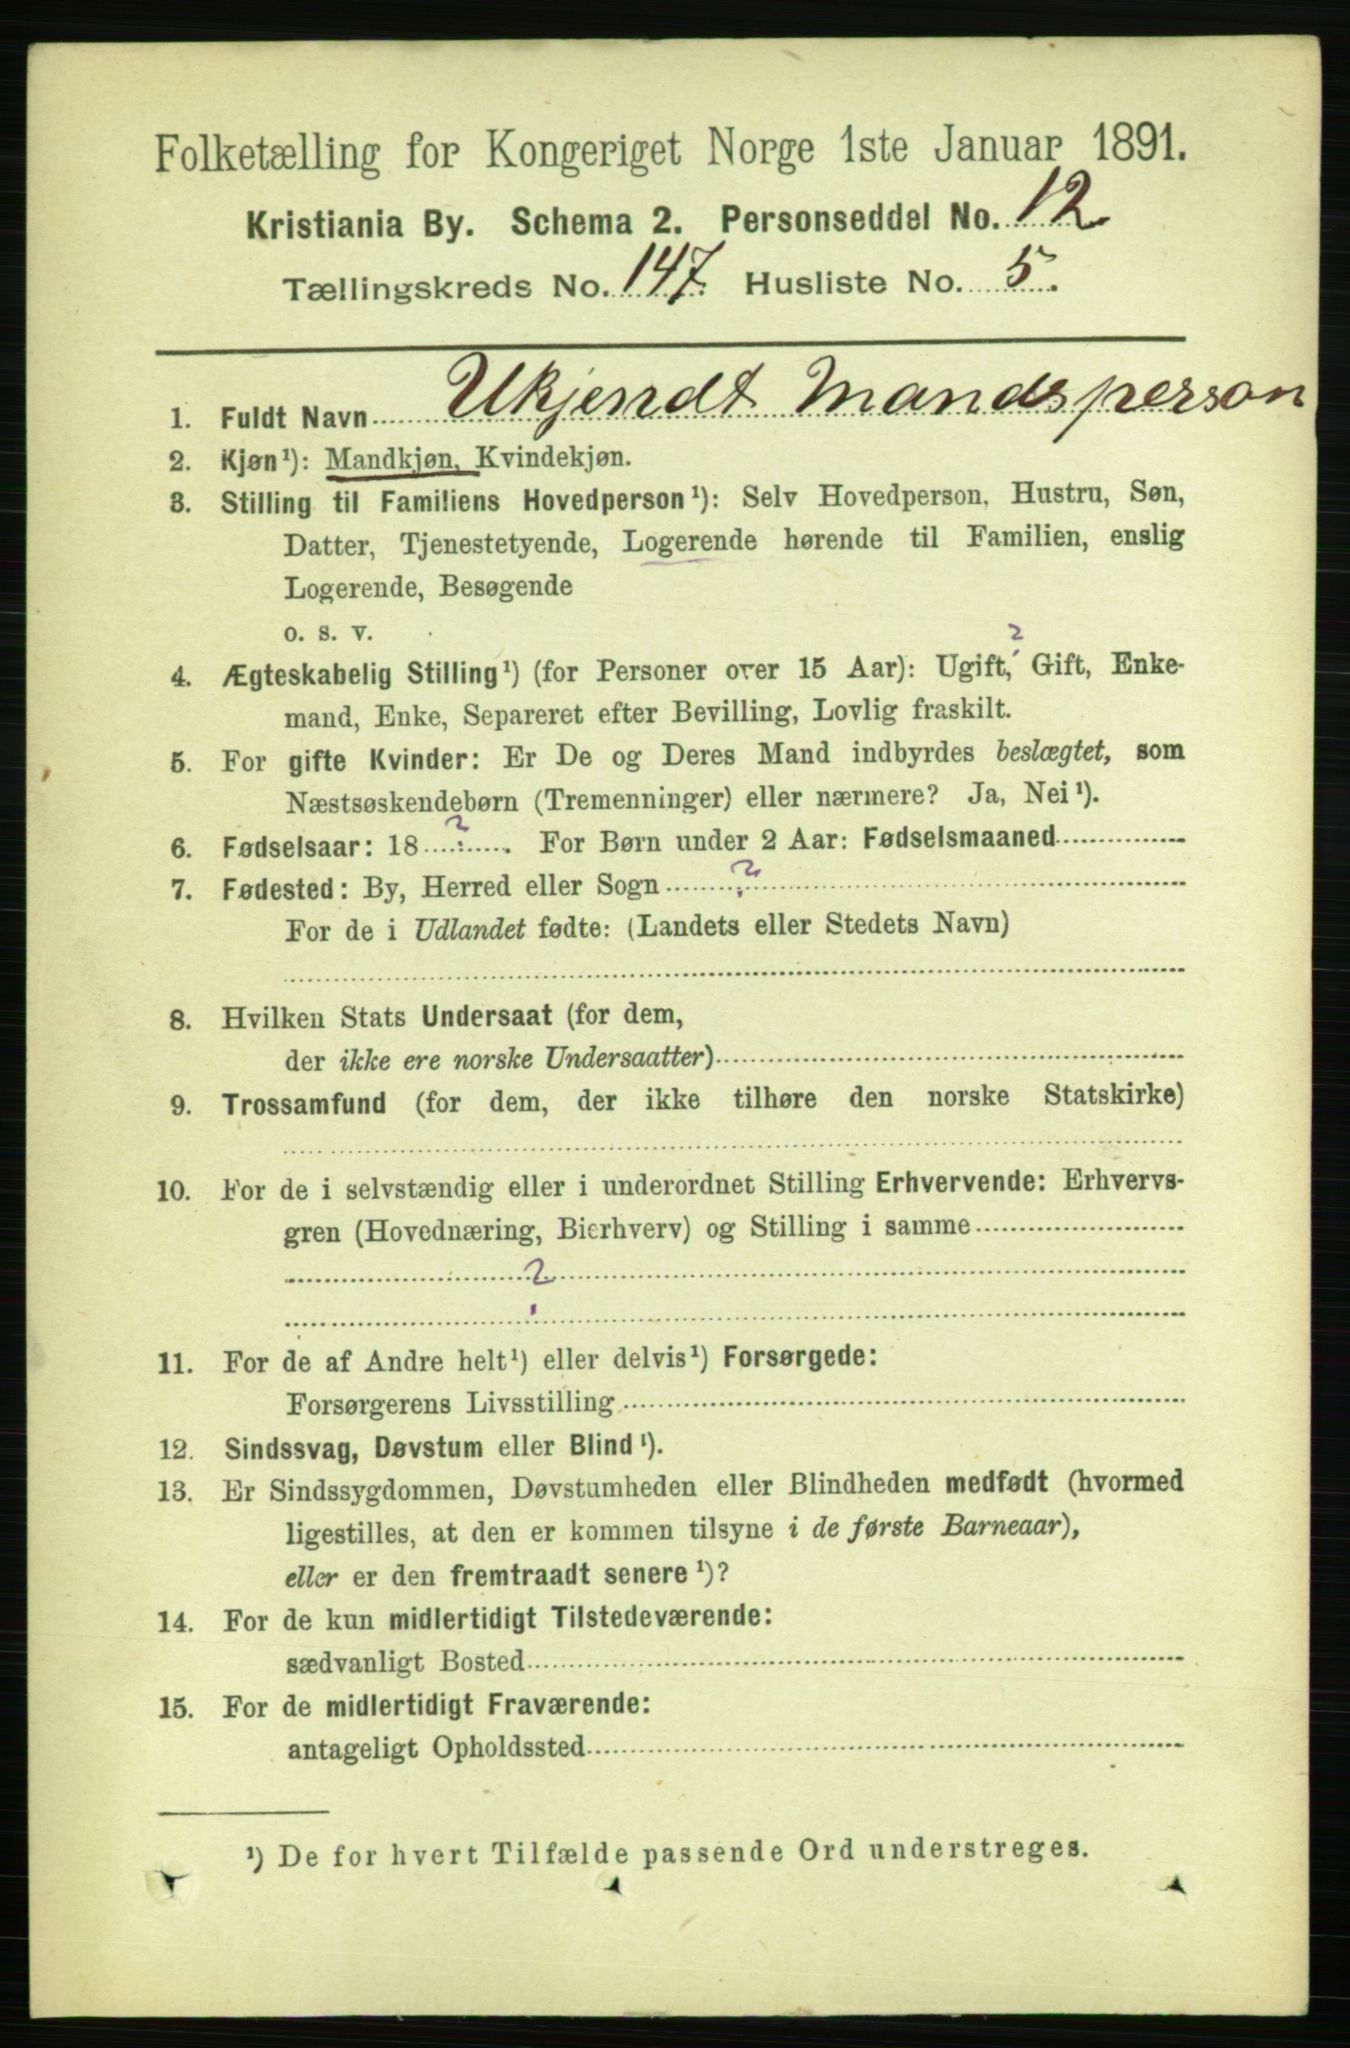 Folketælling for Kongeriget Norge 1ste Januar 1891.
Kristiania By. Schema 2. Personseddel No. 12
Tællingskreds No. 147. Husliste No. 5.
1. Fuldt Navn Ukjendt Mandsperson
2. Kjøn¹): Mandkjøn, Kvindekjøn.
3. Stilling til Familiens Hovedperson¹): Selv Hovedperson, Hustru, Søn,
Datter, Tjenestetyende, Logerende hørende til Familien, enslig
Logerende, Besøgende
o. s. v.
?
4. Ægteskabelig Stilling¹) (for Personer over 15 Aar): Ugift, Gift, Enke-
mand, Enke, Separeret efter Bevilling, Lovlig fraskilt.
5. For gifte Kvinder: Er De og Deres Mand indbyrdes beslægtet, som
Næstsøskendebørn (Tremenninger) eller nærmere? Ja, Nei¹).
6. Fødselsaar: 18 ? . For Børn under 2 Aar: Fødselsmaaned
7. Fødested: By, Herred eller Sogn ?
For de i Udlandet fødte: (Landets eller Stedets Navn)
8. Hvilken Stats Undersaat (for dem,
der ikke ere norske Undersaatter)
9. Trossamfund (for dem, der ikke tilhøre den norske Statskirke)
10. For de i selvstændig eller i underordnet Stilling Erhvervende: Erhvervs-
gren (Hovednæring, Bierhverv) og Stilling i samme
?
11. For de af Andre helt¹) eller delvis¹) Forsørgede:
Forsørgerens Livsstilling
12. Sindssvag, Døvstum eller Blind¹).
13. Er Sindssygdommen, Døvstumheden eller Blindheden medfødt (hvormed
ligestilles, at den er kommen tilsyne i de første Barneaar),
eller er den fremtraadt senere¹)?
14. For de kun midlertidigt Tilstedeværende:
sædvanligt Bosted
15. For de midlertidigt Fraværende:
antageligt Opholdssted
¹) De for hvert Tilfælde passende Ord understreges.